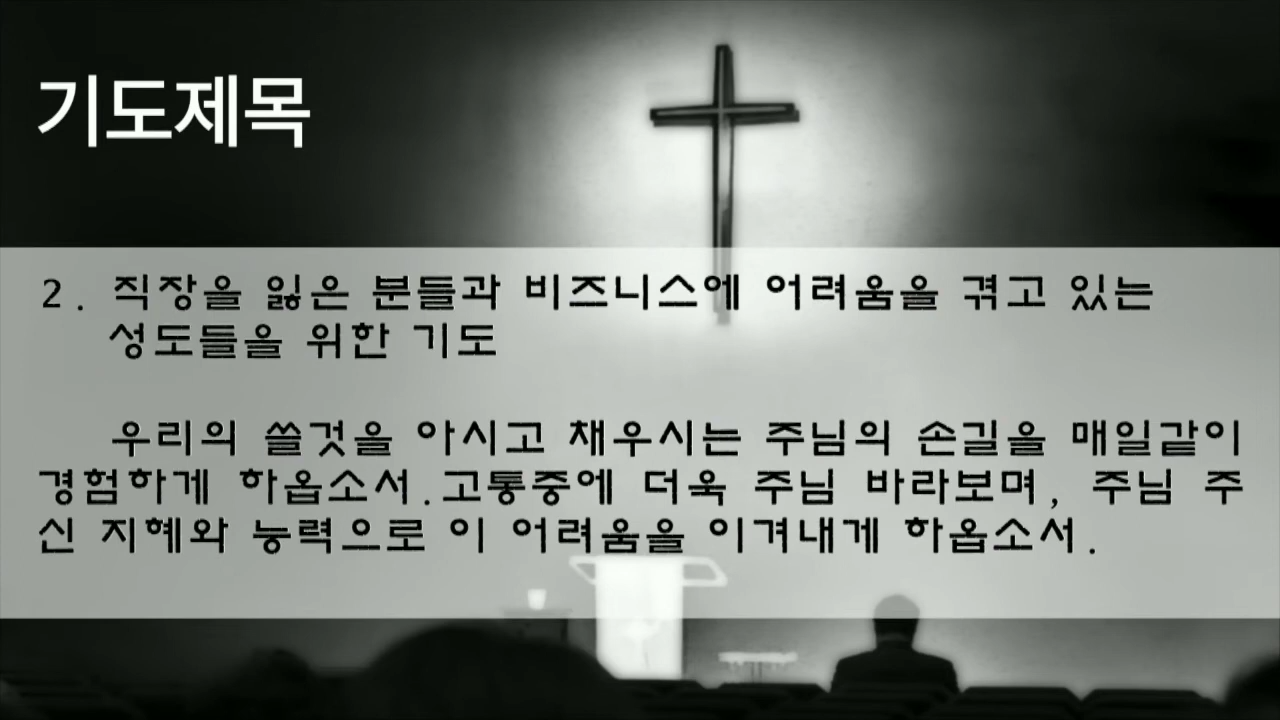 기도제목
2. 직장을 잃은 분들과 비즈니스에 어려움을 겪고 있는
성도들을 위한 기도
우리의 쓸것을 아시고 채우시는 주님의 손길을 매일같이
경험하게 하옵소서.고통중에 더욱 주님 바라보며, 주님 주
신 지혜와 능력으로 이 어려움을 이겨내게 하옵소서.